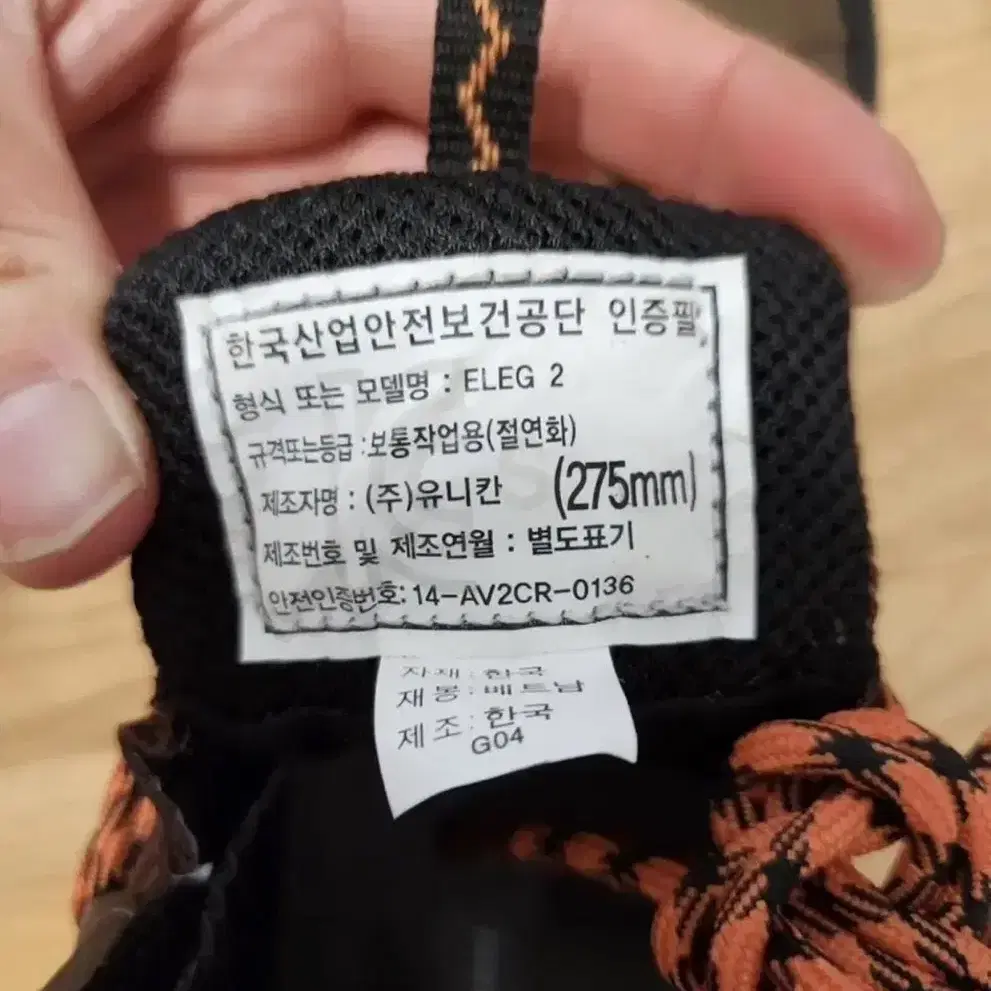 한국산업안전보건공단 인증필
형식 또는 모델명 : ELEG 2
규격또는등급 : 보통작업용(절연화)
제조자명 : (주)유니칸 (275mm)
제조번호 및 제조연월 : 별도표기
안전인증번호: 14-AV2CR-0136
자재: 한국
재봉: 베트남
제조: 한국
G04